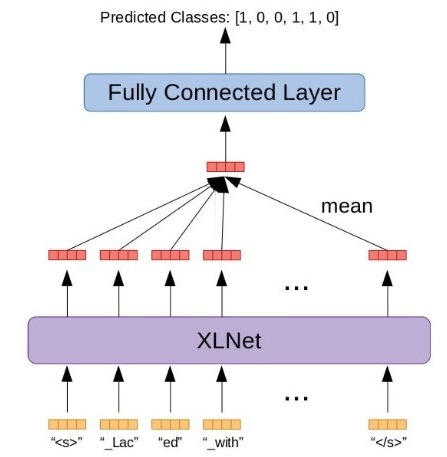 Predicted Classes: [1, 0, 0, 1, 1, 0]
Fully Connected Layer
mean
...
XLNet
...
“<s>” “_Lac” “ed” “_with” “</s>”